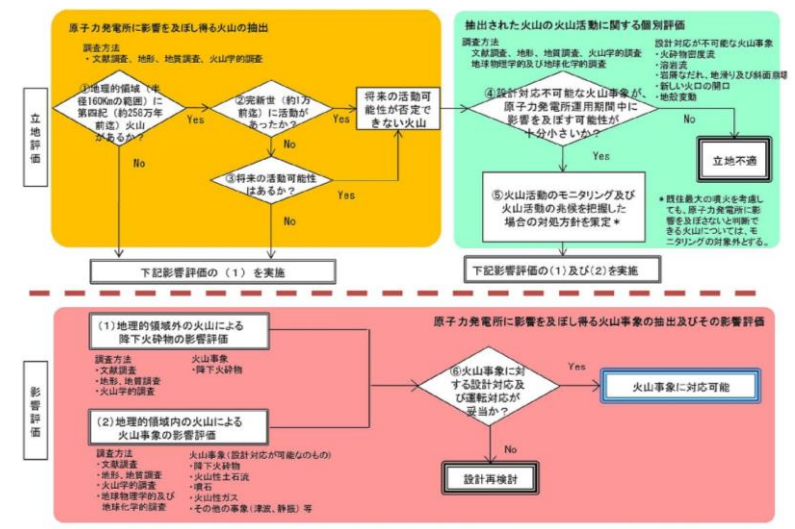 原子力発電所に影響を及ぼし得る火山の抽出
調査方法
・文献調査、地形、地質調査、火山学的調査
立地評価
①地理的領域（半
径160Kmの範囲）に
第四紀（約258万年
前迄）火山
があるか？
Yes
No
②完新世（約1万
前迄）に活動が
あったか？
Yes
No
③将来の活動可能性
はあるか？
Yes
No
将来の活動可能
性が否定で
きない火山
下記影響評価の（1）を実施
抽出された火山の火山活動に関する個別評価
調査方法
文献調査、地形、地質調査、火山学的調査
地球物理学的及び地球化学的調査
設計対応が不可能な火山事象
・火砕物密度流
・溶岩流
・岩屑なだれ、地滑り及び斜面崩壊
・新しい火口の開口
・地殻変動
④設計対応不可能な火山事象が、
原子力発電所運用期間中に
影響を及ぼす可能性が
十分小さいか？
No
Yes
立地不適
⑤火山活動のモニタリング及び
火山活動の兆候を把握した
場合の対処方針を策定＊
＊既往最大の噴火を考慮し
ても、原子力発電所に影響
を及ぼさないと判断で
きる火山については、モニ
タリングの対象外とする。
下記影響評価の（1）及び（2）を実施
影響評価
原子力発電所に影響を及ぼし得る火山事象の抽出及びその影響評価
（1）地理的領域外の火山による
降下火砕物の影響評価
調査方法
・文献調査
・地形、地質調査
・火山学的調査
火山事象
・降下火砕物
（2）地理的領域内の火山による
火山事象の影響評価
調査方法
・文献調査
・地形、地質調査
・火山学的調査
・地球物理学的及び
地球化学的調査
火山事象（設計対応が可能なのもの）
・降下火砕物
・火山性土石流
・噴石
・火山性ガス
・その他の事象（津波、静振）等
⑥火山事象に対
する設計対応及
び運転対応が
妥当か？
Yes
No
火山事象に対応可能
設計再検討